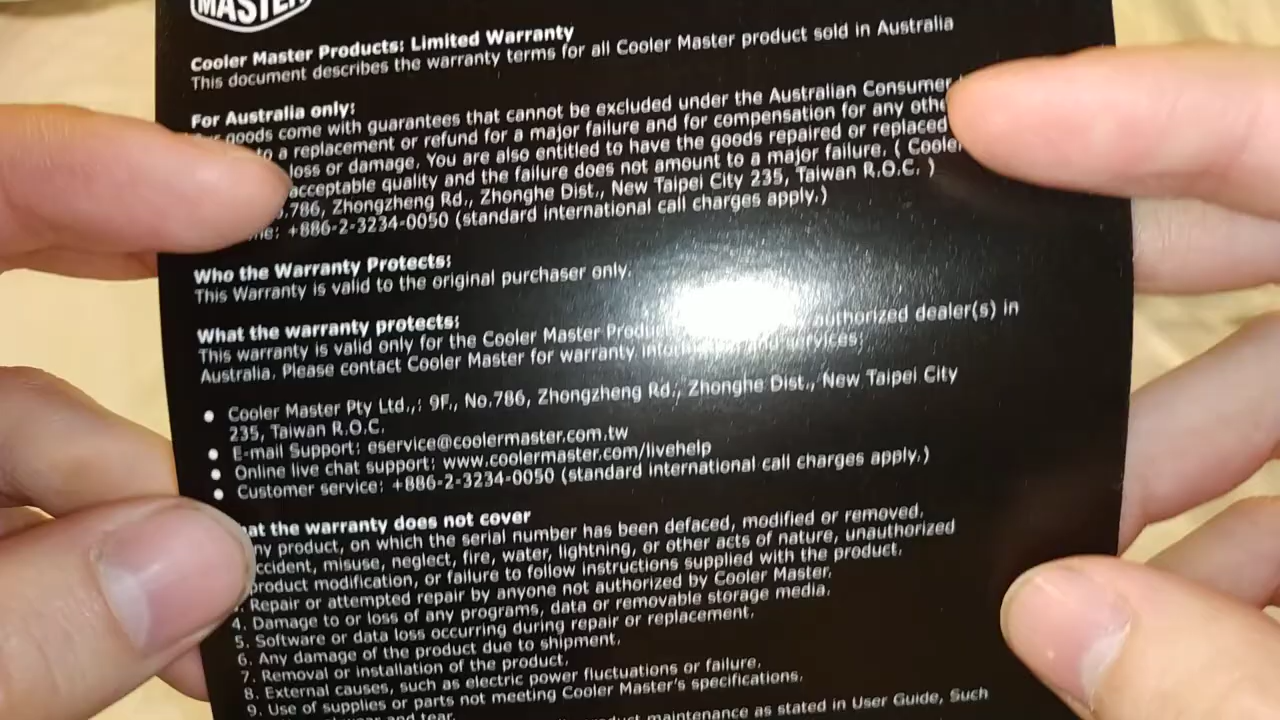 MASTER
Cooler Master Products: Limited Warranty
This document describes the warranty terms for all Cooler Master product sold in Australia
For Australia only:
goods come with guarantees that cannot be excluded under the Australian Consumer
to a replacement or refund for a major failure and for compensation for any
loss or damage. You are also entitled to have the goods repaired or replaced
acceptable quality and the failure does not amount to a major failure. ( Cooler
.786, Zhongzheng Rd., Zhonghe Dist., New Taipei City 235, Taiwan R.O.C. )
+886-2-3234-0050 (standard international call charges apply.)
Who the Warranty Protects:
This Warranty is valid to the original purchaser only.
What the warranty protects:
This warranty is valid only for the Cooler Master authorized dealer(s) in
Australia. Please contact Cooler Master for warranty services;
• Cooler Master Pty Ltd.,: 9F., No.786, Zhongzheng Rd., Zhonghe Dist., New Taipei City
235, Taiwan R.O.C.
• E-mail Support: eservice@coolermaster.com.tw
• Online live chat support: www.coolermaster.com/livehelp
• Customer service: +886-2-3234-0050 (standard international call charges apply.)
the warranty does not cover
product, on which the serial number has been defaced, modified or removed.
misuse, neglect, fire, water, lightning, or other acts of nature, unauthorized
product modification, or failure to follow instructions supplied with the product.
Repair or attempted repair by anyone not authorized by Cooler Master.
4. Damage to or loss of any programs, data or removable storage media.
5. Software or data loss occurring during repair or replacement.
6. Any damage of the product due to shipment.
7. Removal or installation of the product.
8. External causes, such as electric power fluctuations or failure.
9. Use of supplies or parts not meeting Cooler Master's specifications.
wear and tear.
maintenance as stated in User Guide, Such